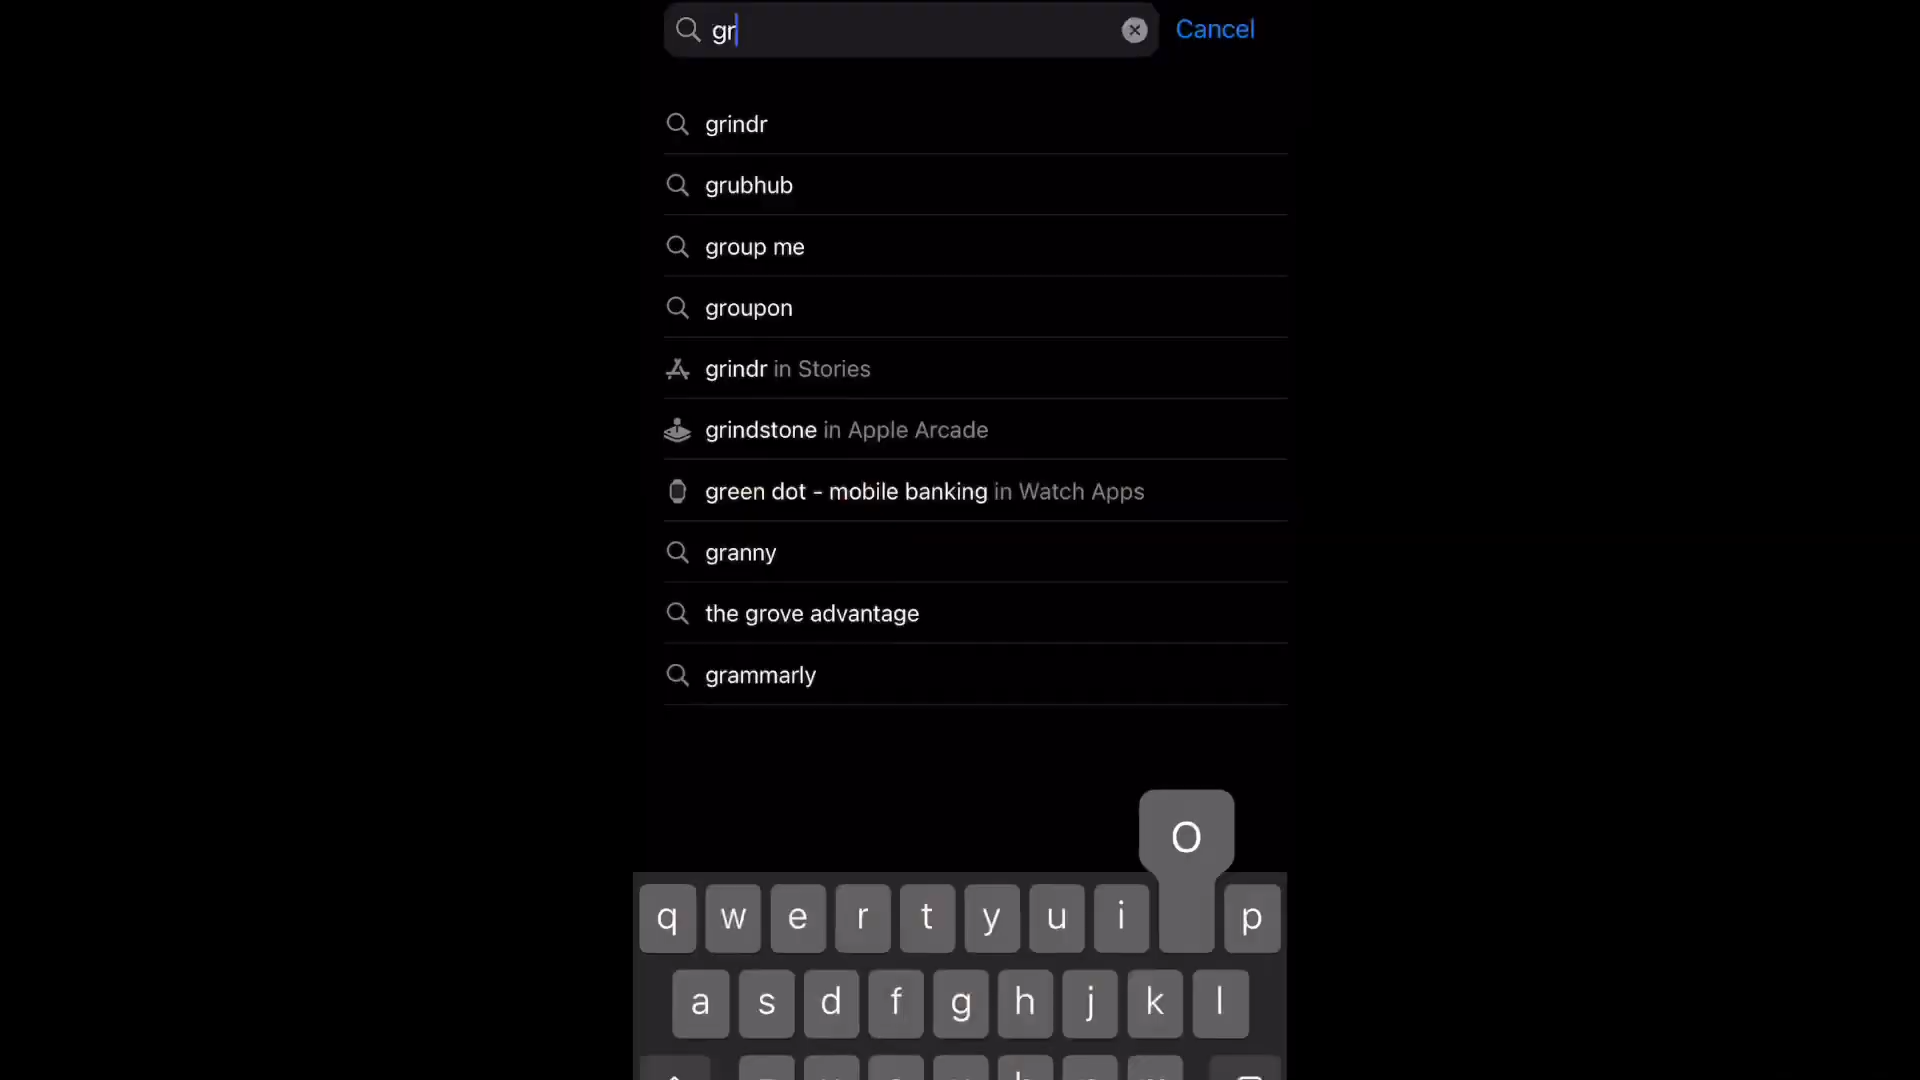 gr
Cancel
grindr
grubhub
group me
groupon
grindr in Stories
grindstone in Apple Arcade
green dot - mobile banking in Watch Apps
granny
the grove advantage
grammarly
O
q w e r t y u i p
a s d f g h j k l